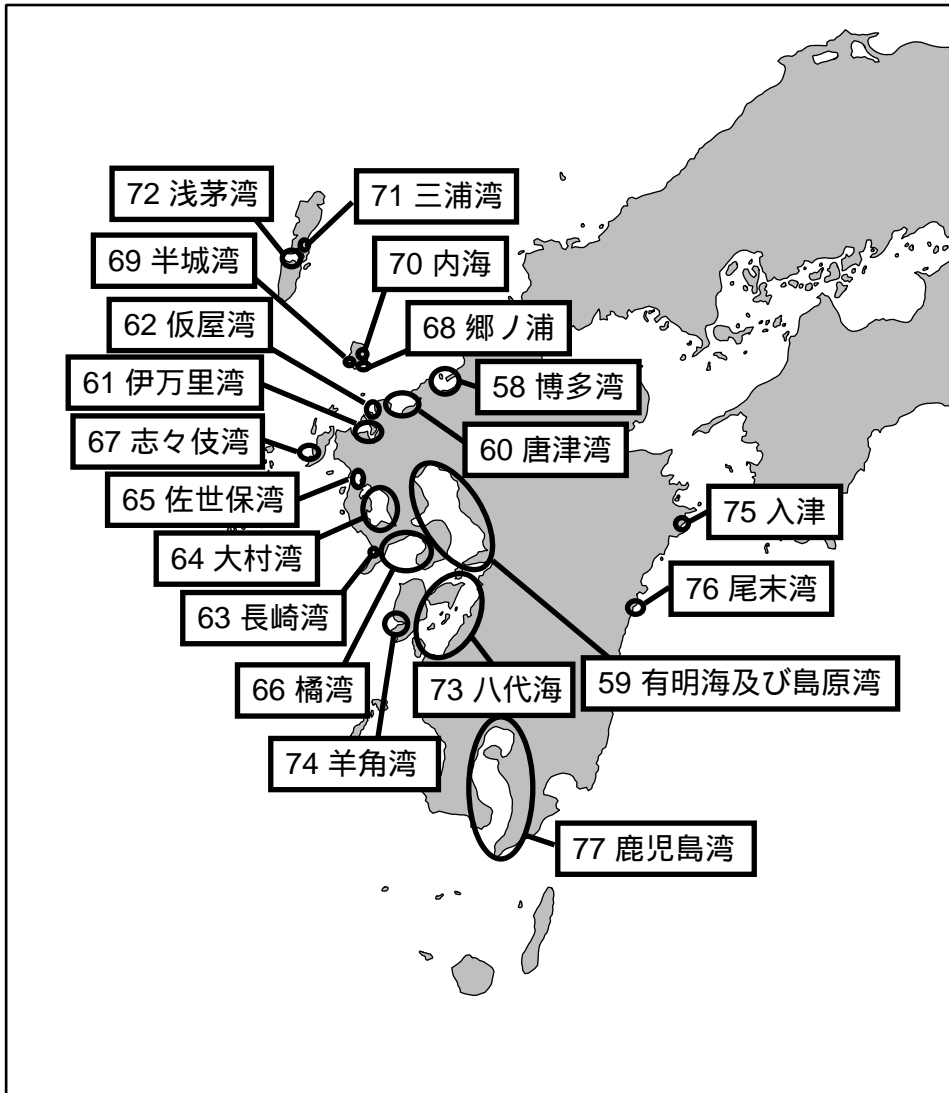 72 浅茅湾
71 三浦湾
69 半城湾
70 内海
62 仮屋湾
68 郷ノ浦
61 伊万里湾
58 博多湾
67 志々伎湾
60 唐津湾
65 佐世保湾
75 入津
64 大村湾
76 尾末湾
63 長崎湾
66 橘湾
73 八代海
59 有明海及び島原湾
74 羊角湾
77 鹿児島湾